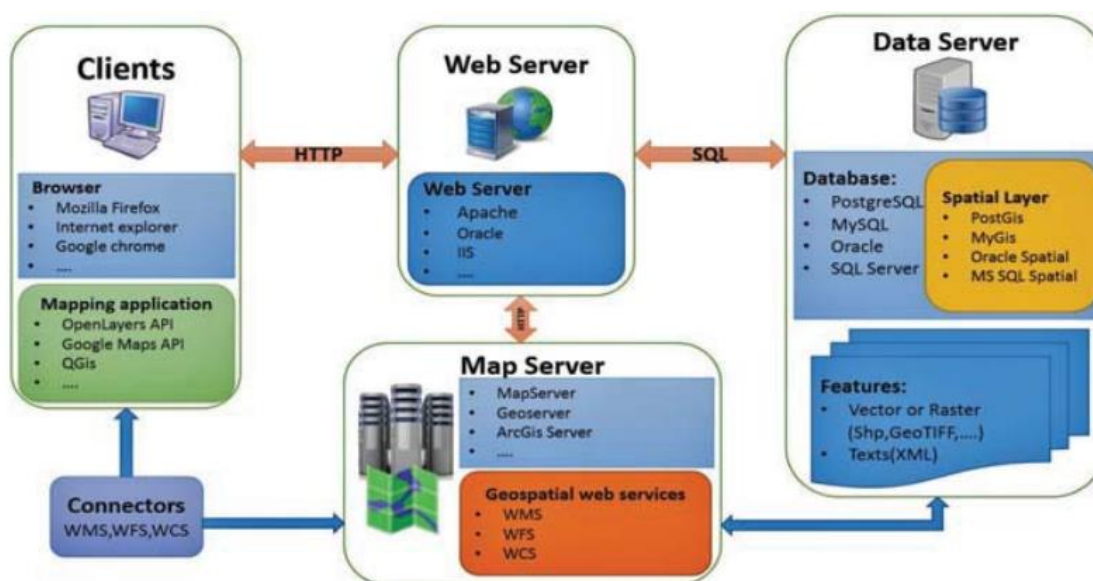 Clients
Browser
• Mozilla Firefox
• Internet explorer
• Google chrome
• ....
Mapping application
• OpenLayers API
• Google Maps API
• QGis
• ....
HTTP
Web Server
Web Server
• Apache
• Oracle
• IIS
• ....
SQL
Data Server
Database:
• PostgreSQL
• MySQL
• Oracle
• SQL Server
Spatial Layer
• PostGis
• MyGis
• Oracle Spatial
• MS SQL Spatial
Features:
• Vector or Raster
(Shp,GeoTIFF,....)
• Texts(XML)
HTTP
Map Server
• MapServer
• Geoserver
• ArcGis Server
• ....
Geospatial web services
• WMS
• WFS
• WCS
Connectors
WMS,WFS,WCS